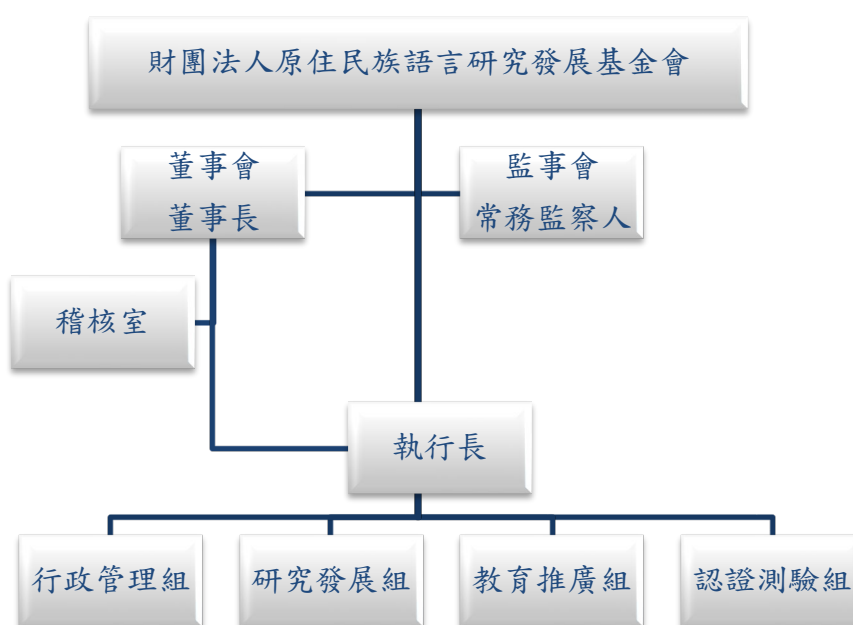 財團法人原住民族語言研究發展基金會
董事會
董事長
監事會
常務監察人
稽核室
執行長
行政管理組
研究發展組
教育推廣組
認證測驗組